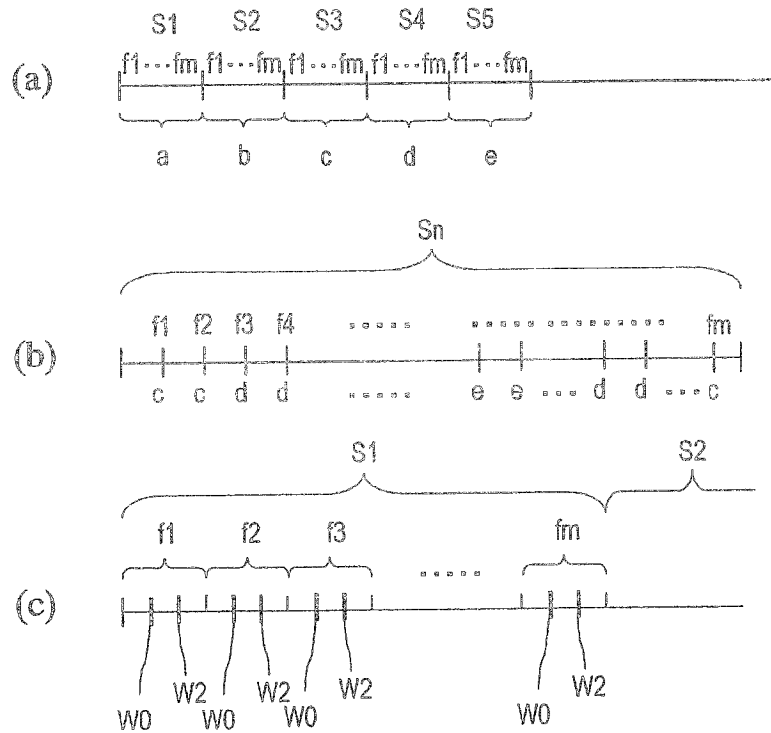 S1 S2 S3 S4 S5
(a) f1···fm f1···fm f1···fm f1···fm f1···fm
a b c d e
Sn
f1 f2 f3 f4 ····· ·············· fm
(b)
c c d d ····· e e ··· d d ··· c
S1 S2
f1 f2 f3 ····· fm
(c)
W0 W2 W0 W2 W0 W2 W0 W2